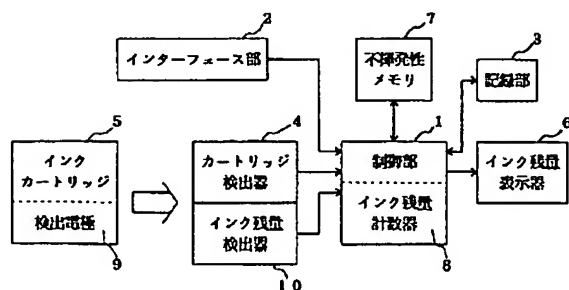 2
インターフェース部
7
不揮発性
メモリ
3
記録部
5
インク
カートリッジ
検出電極
9
4
カートリッジ
検出器
インク残量
検出器
10
1
制御部
インク残量
計数器
8
6
インク残量
表示器